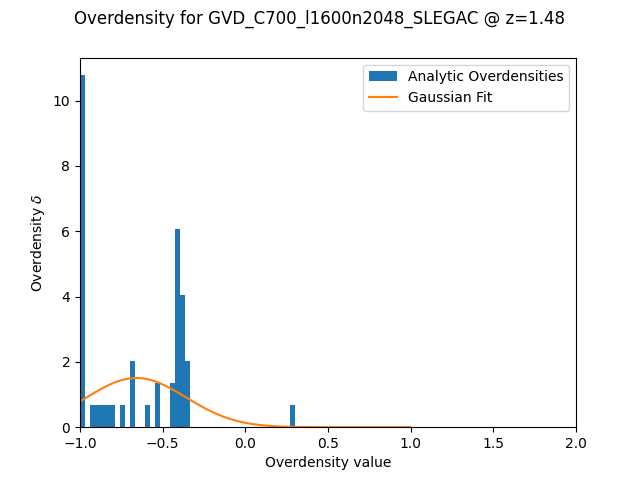 Overdensity for GVD_C700_l1600n2048_SLEGAC @ z=1.48
Analytic Overdensities
Gaussian Fit
Overdensity δ
10
8
6
4
2
0
−1.0 −0.5 0.0 0.5 1.0 1.5 2.0
Overdensity value